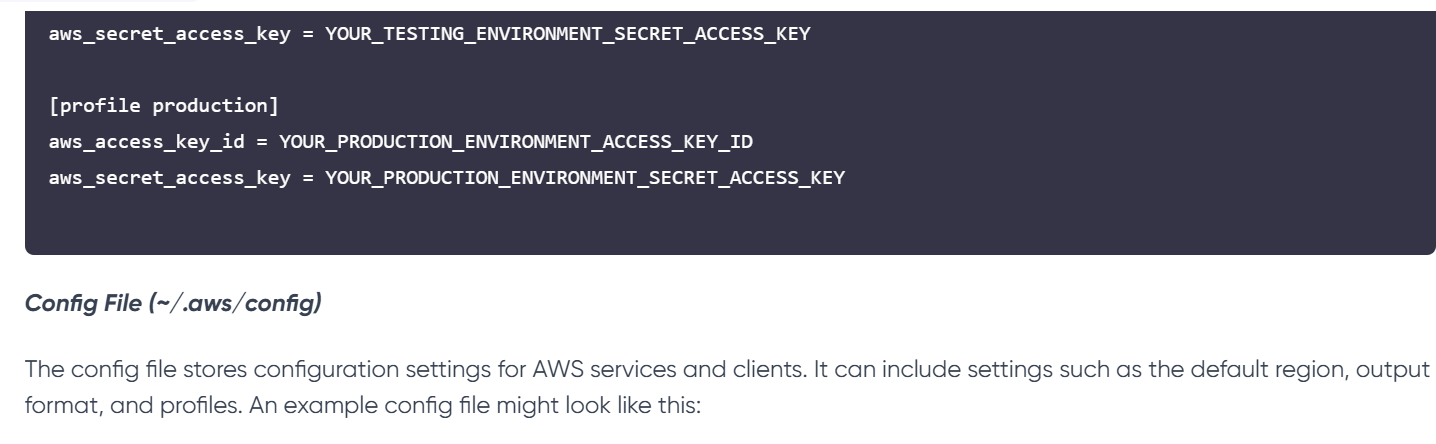 aws_secret_access_key = YOUR_TESTING_ENVIRONMENT_SECRET_ACCESS_KEY
[profile production]
aws_access_key_id = YOUR_PRODUCTION_ENVIRONMENT_ACCESS_KEY_ID
aws_secret_access_key = YOUR_PRODUCTION_ENVIRONMENT_SECRET_ACCESS_KEY
Config File (~/.aws/config)
The config file stores configuration settings for AWS services and clients. It can include settings such as the default region, output
format, and profiles. An example config file might look like this: